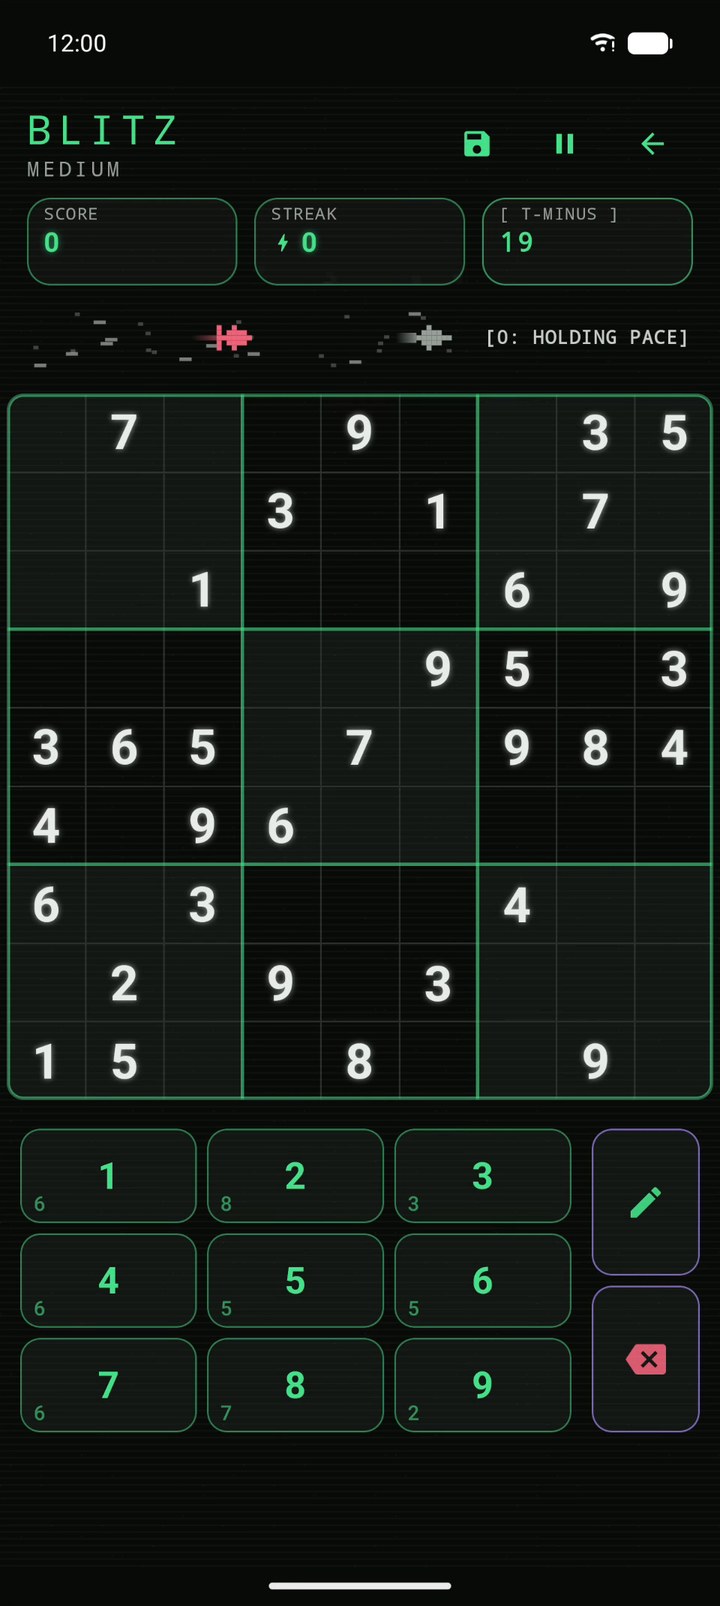 12:00
BLITZ
MEDIUM
SCORE
0
STREAK
0
[ T-MINUS ]
19
[O: HOLDING PACE]
7 9 3 5
3 1 7
1 6 9
9 5 3
3 6 5 7 9 8 4
4 9 6
6 3 4
2 9 3
1 5 8 9
1 2 3
6 8 3
4 5 6
6 5 5
7 8 9
6 7 2